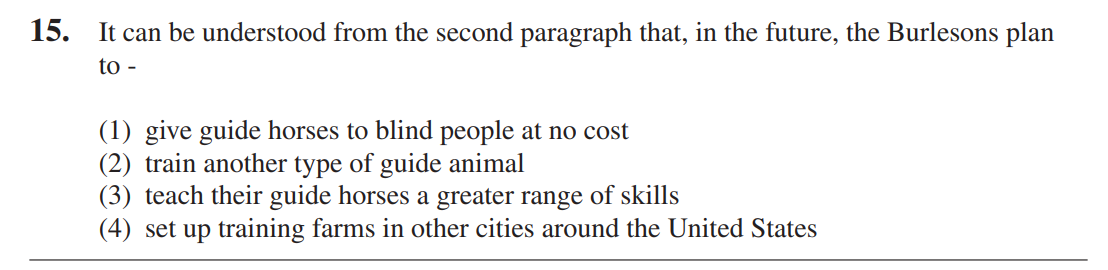 15. It can be understood from the second paragraph that, in the future, the Burlesons plan
to -
(1) give guide horses to blind people at no cost
(2) train another type of guide animal
(3) teach their guide horses a greater range of skills
(4) set up training farms in other cities around the United States